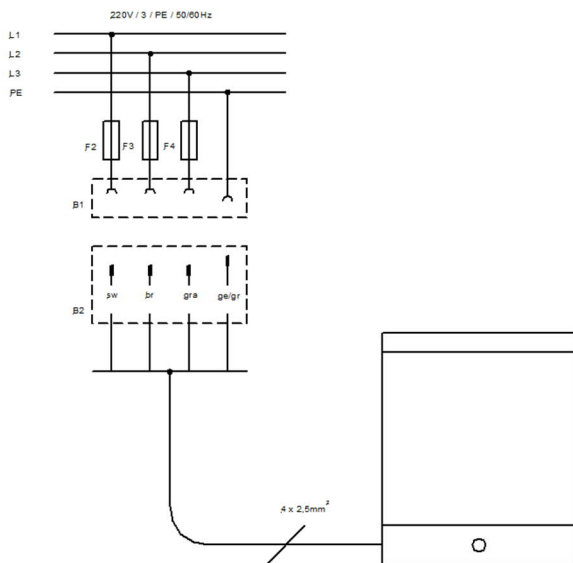 220V / 3 / PE / 50/60Hz
L1
L2
L3
PE
F2
F3
F4
B1
sw
br
gra
ge/gr
B2
4 x 2,5mm²